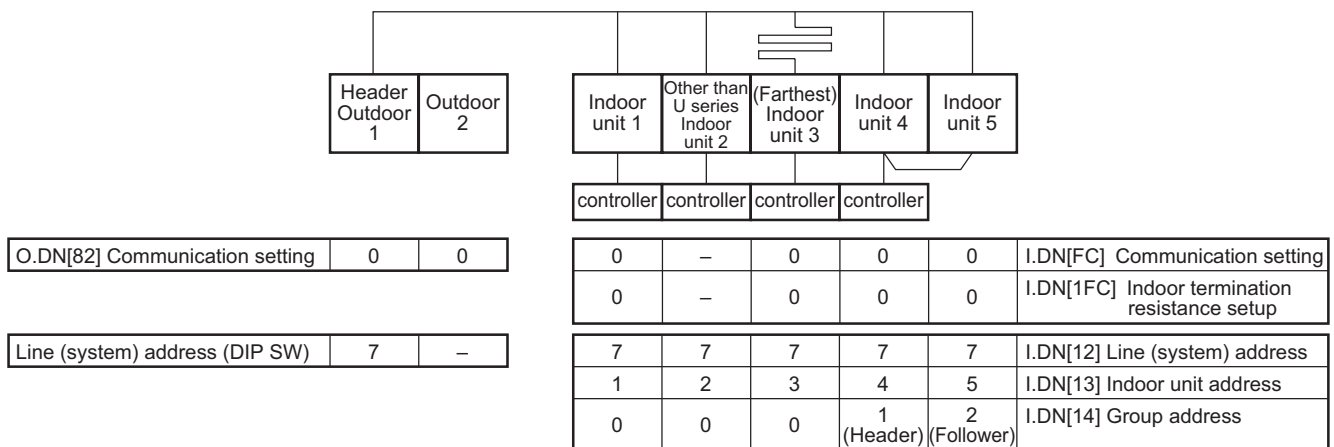 Header
Outdoor
1
Outdoor
2
Indoor
unit 1
Other than
U series
Indoor
unit 2
(Farthest)
Indoor
unit 3
Indoor
unit 4
Indoor
unit 5
controller controller controller controller
O.DN[82] Communication setting 0 0
0 – 0 0 0 I.DN[FC] Communication setting
0 – 0 0 0 I.DN[1FC] Indoor termination
resistance setup
Line (system) address (DIP SW) 7 –
7 7 7 7 7 I.DN[12] Line (system) address
1 2 3 4 5 I.DN[13] Indoor unit address
0 0 0 1 2 I.DN[14] Group address
(Header) (Follower)